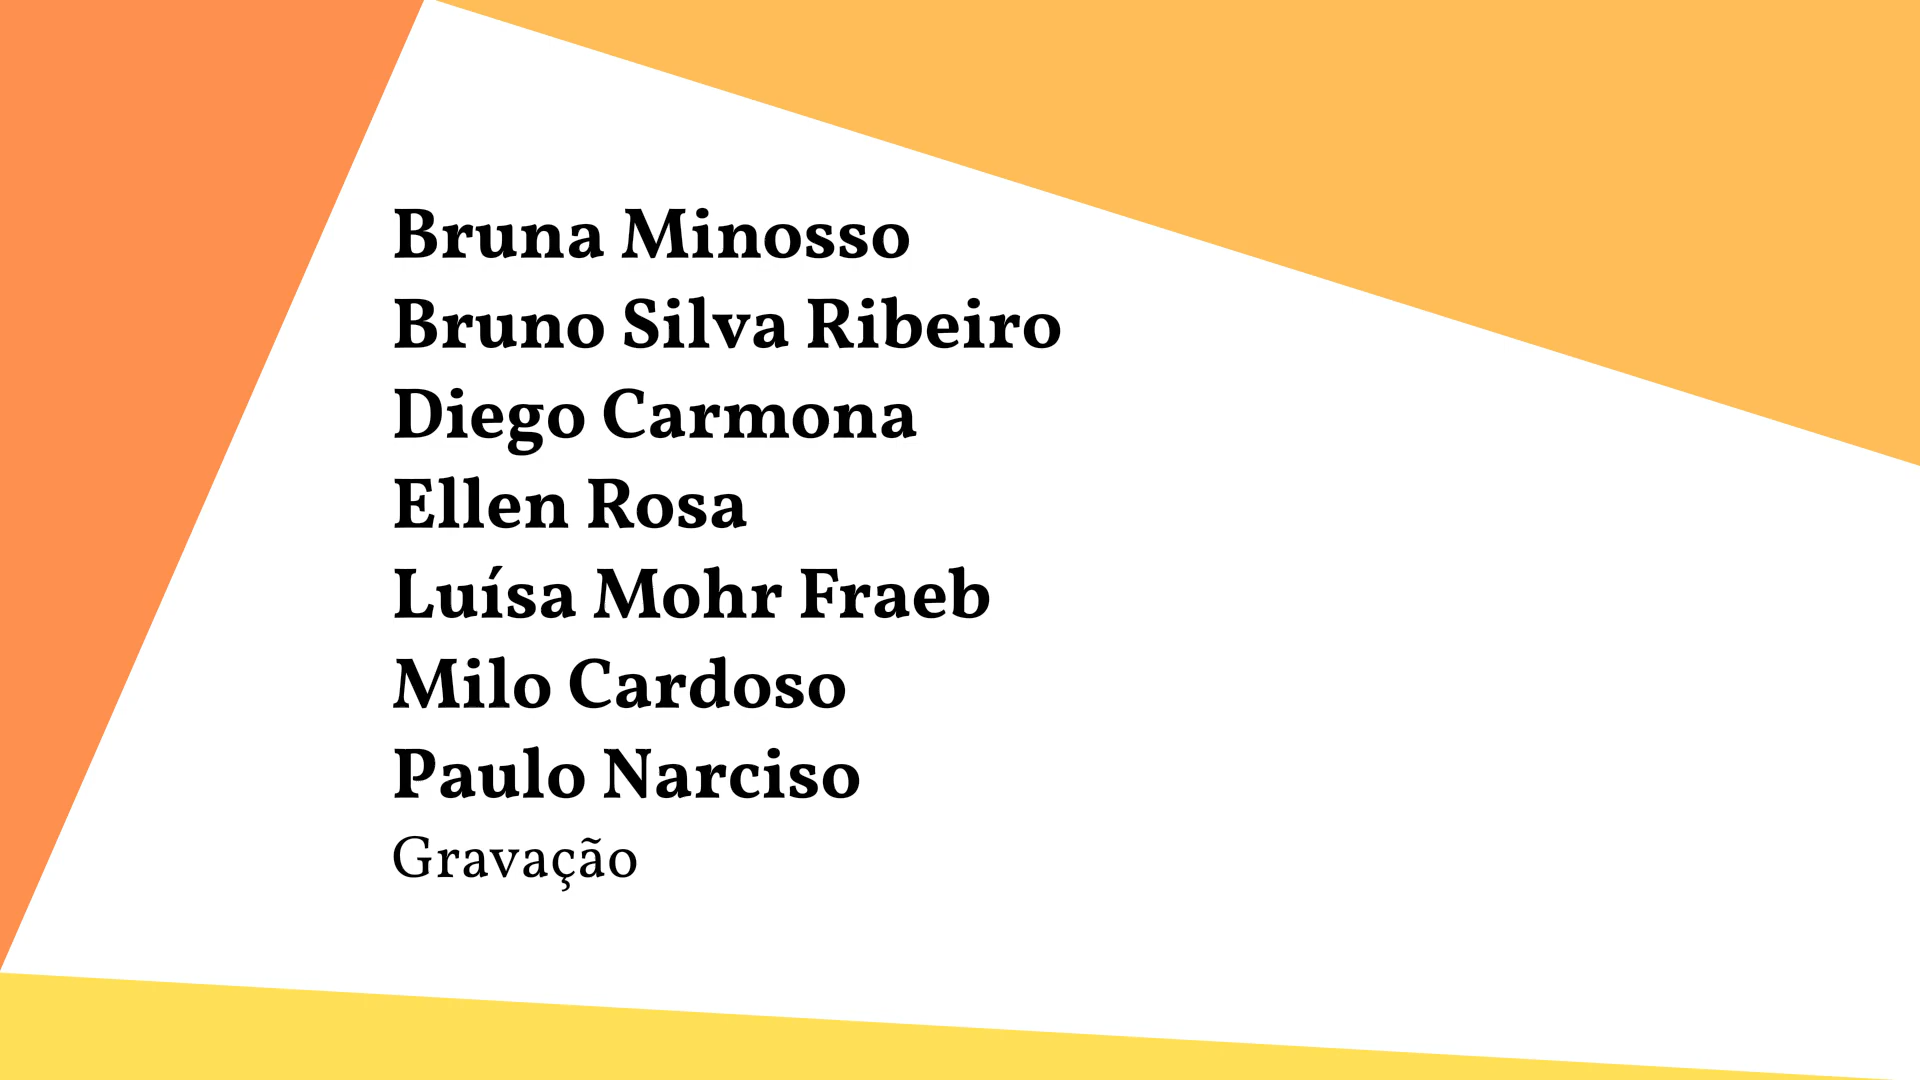 Bruna Minosso
Bruno Silva Ribeiro
Diego Carmona
Ellen Rosa
Luísa Mohr Fraeb
Milo Cardoso
Paulo Narciso
Gravação